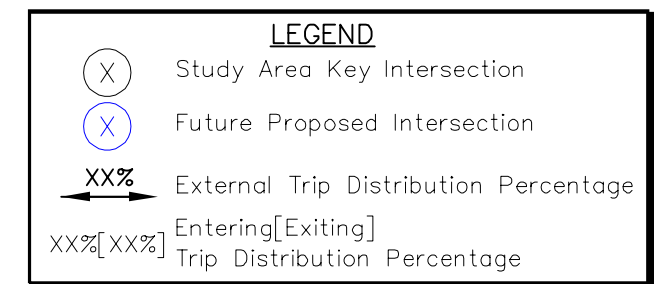 LEGEND
X Study Area Key Intersection
X Future Proposed Intersection
XX% External Trip Distribution Percentage
XX%[XX%] Entering[Exiting]
Trip Distribution Percentage